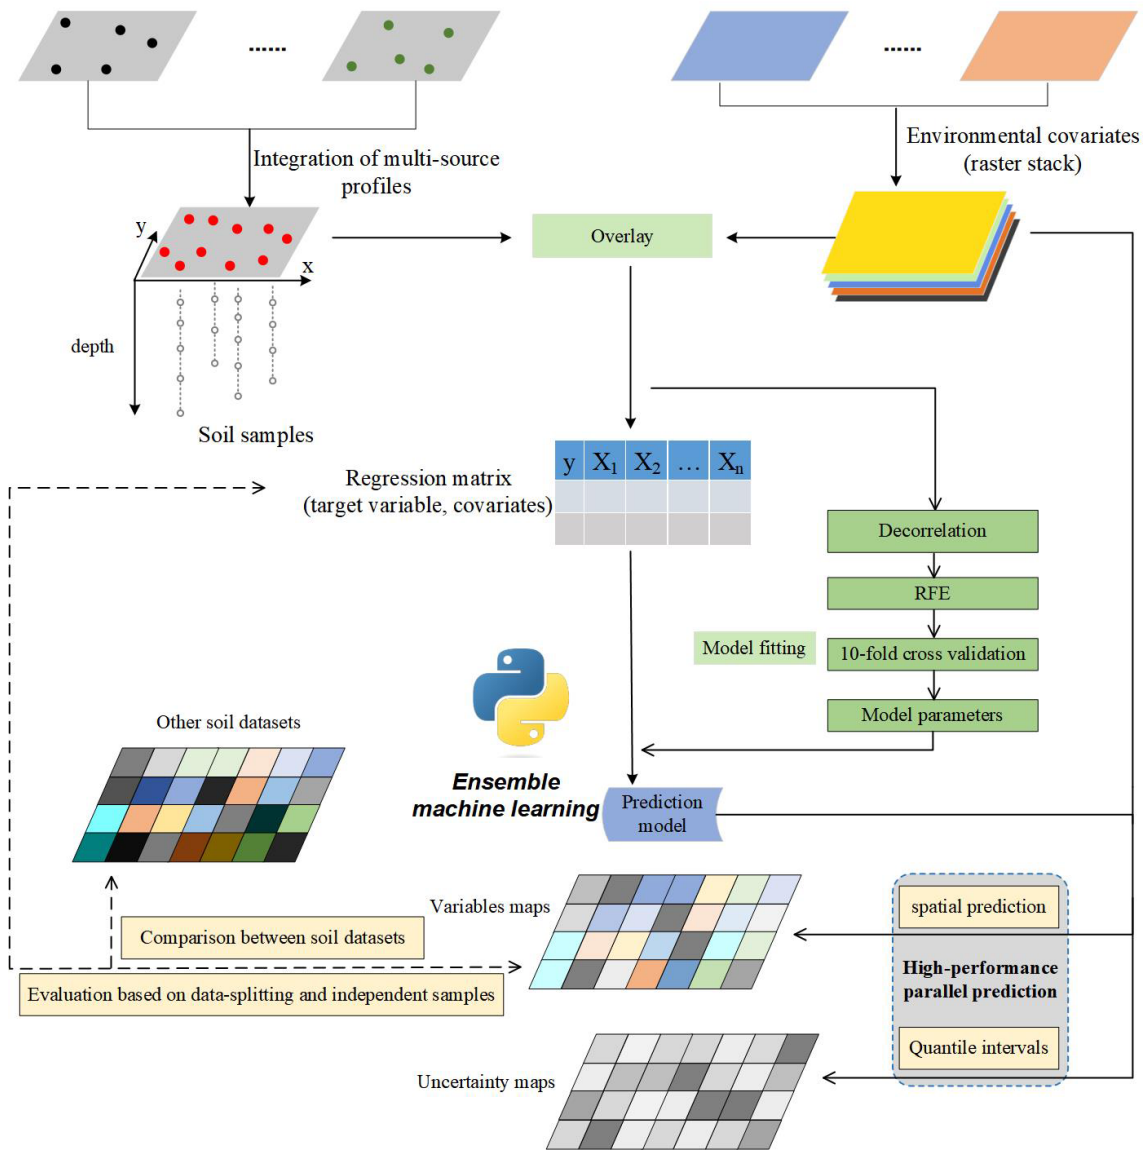 ......
......
Integration of multi-source
profiles
Environmental covariates
(raster stack)
y
x
depth
Soil samples
Overlay
Regression matrix
(target variable, covariates)
y X1 X2 ... Xn
Decorrelation
RFE
10-fold cross validation
Model parameters
Model fitting
Ensemble
machine learning
Prediction
model
Other soil datasets
Variables maps
Comparison between soil datasets
Evaluation based on data-splitting and independent samples
spatial prediction
High-performance
parallel prediction
Quantile intervals
Uncertainty maps